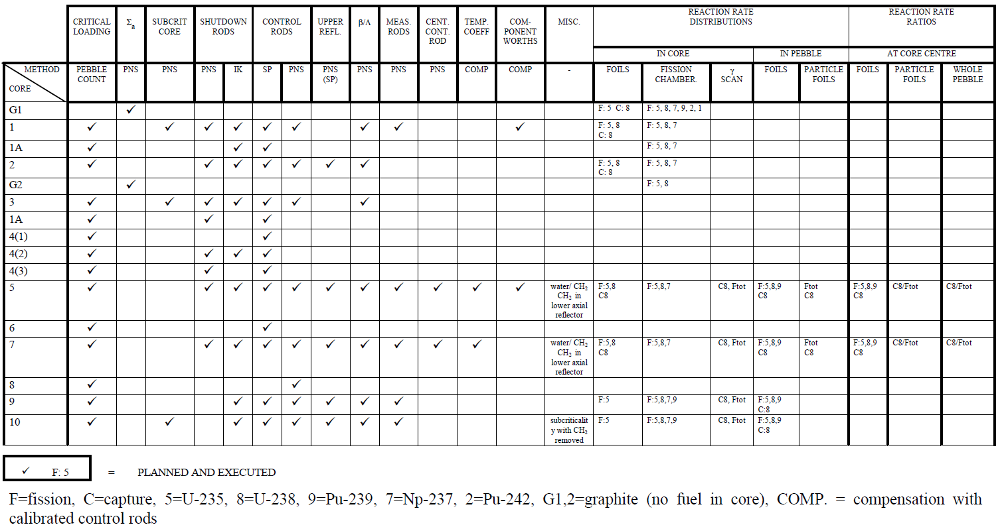 CRITICAL LOADING Σa SUBCRIT CORE SHUTDOWN RODS CONTROL RODS UPPER REFL. β/Λ MEAS. RODS CENT. CONT. ROD TEMP. COEFF COM-PONENT WORTHS MISC. REACTION RATE DISTRIBUTIONS REACTION RATE RATIOS
IN CORE IN PEBBLE AT CORE CENTRE
METHOD CORE PEBBLE COUNT PNS PNS PNS IK SP PNS PNS (SP) PNS PNS PNS COMP COMP - FOILS FISSION CHAMBER. γ SCAN FOILS PARTICLE FOILS FOILS PARTICLE FOILS WHOLE PEBBLE
G1 ✓ F: 5 C: 8 F: 5, 8, 7, 9, 2, 1
1 ✓ ✓ ✓ ✓ ✓ ✓ ✓ ✓ ✓ F: 5, 8 C: 8 F: 5, 8, 7
1A ✓ ✓ ✓ F: 5, 8, 7
2 ✓ ✓ ✓ ✓ ✓ ✓ ✓ F: 5, 8 C: 8 F: 5, 8, 7
G2 ✓ F: 5, 8
3 ✓ ✓ ✓ ✓ ✓ ✓ ✓
1A ✓ ✓ ✓
4(1) ✓ ✓
4(2) ✓ ✓ ✓ ✓
4(3) ✓ ✓ ✓
5 ✓ ✓ ✓ ✓ ✓ ✓ ✓ ✓ ✓ ✓ ✓ water/ CH2 CH2 in lower axial reflector F:5,8 C8 F:5,8,7 C8, Ftot F:5,8,9 C8 Ftot C8 F:5,8,9 C8 C8/Ftot C8/Ftot
6 ✓ ✓
7 ✓ ✓ ✓ ✓ ✓ ✓ ✓ ✓ ✓ ✓ water/ CH2 CH2 in lower axial reflector F:5,8 C8 F:5,8,7 C8, Ftot F:5,8,9 C8 Ftot C8 F:5,8,9 C8 C8/Ftot C8/Ftot
8 ✓ ✓
9 ✓ ✓ ✓ ✓ ✓ ✓ ✓ F:5 F:5,8,7,9 C8, Ftot F:5,8,9 C:8
10 ✓ ✓ ✓ ✓ ✓ ✓ ✓ ✓ subcriticalit y with CH2 removed F:5 F:5,8,7,9 C8, Ftot F:5,8,9 C:8
✓ F: 5 = PLANNED AND EXECUTED
F=fission, C=capture, 5=U-235, 8=U-238, 9=Pu-239, 7=Np-237, 2=Pu-242, G1,2=graphite (no fuel in core), COMP. = compensation with
calibrated control rods